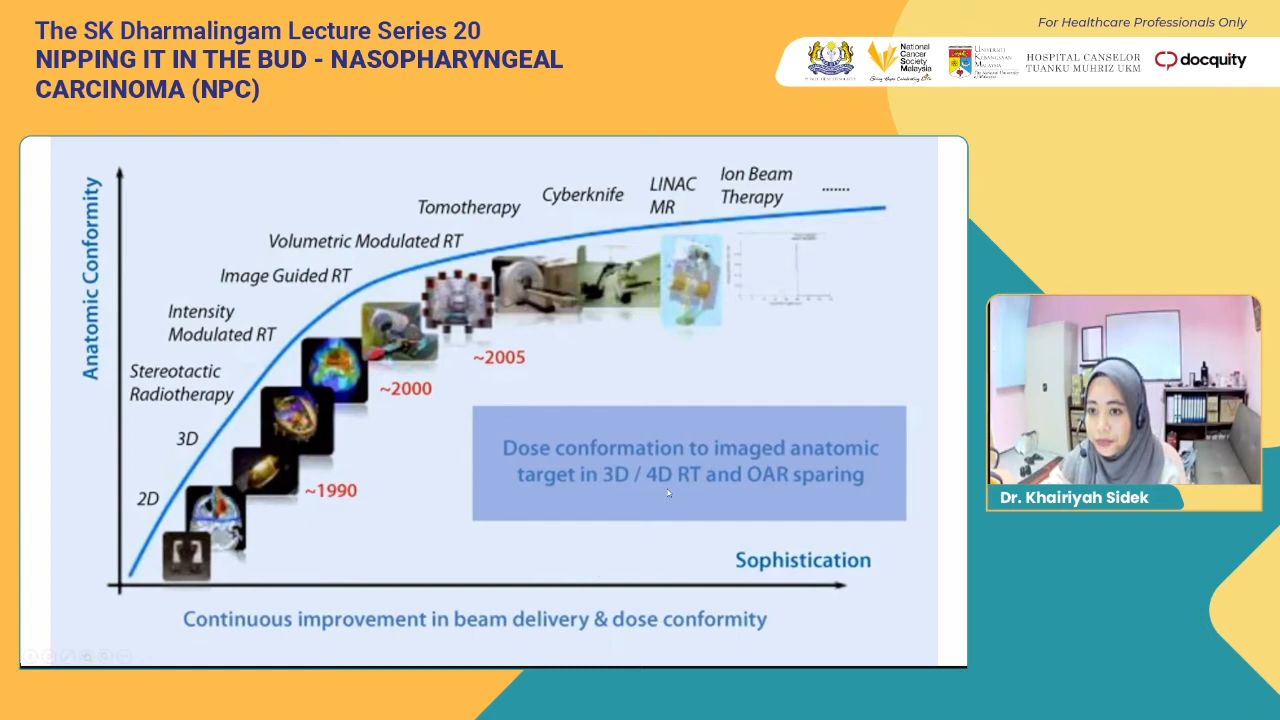 The SK Dharmalingam Lecture Series 20
NIPPING IT IN THE BUD - NASOPHARYNGEAL
CARCINOMA (NPC)
For Healthcare Professionals Only
National
Cancer
Society
Malaysia
UNIVERSITI
KEBANGSAAN
MALAYSIA
HOSPITAL CANSELOR
TUANKU MUHRIZ UKM
docquity
Anatomic Conformity
2D
3D
Stereotactic
Radiotherapy
Intensity
Modulated RT
Image Guided RT
Volumetric Modulated RT
Tomotherapy
Cyberknife
LINAC
MR
Ion Beam
Therapy
.......
~1990
~2000
~2005
Dose conformation to imaged anatomic
target in 3D / 4D RT and OAR sparing
Sophistication
Continuous improvement in beam delivery & dose conformity
Dr. Khairiyah Sidek